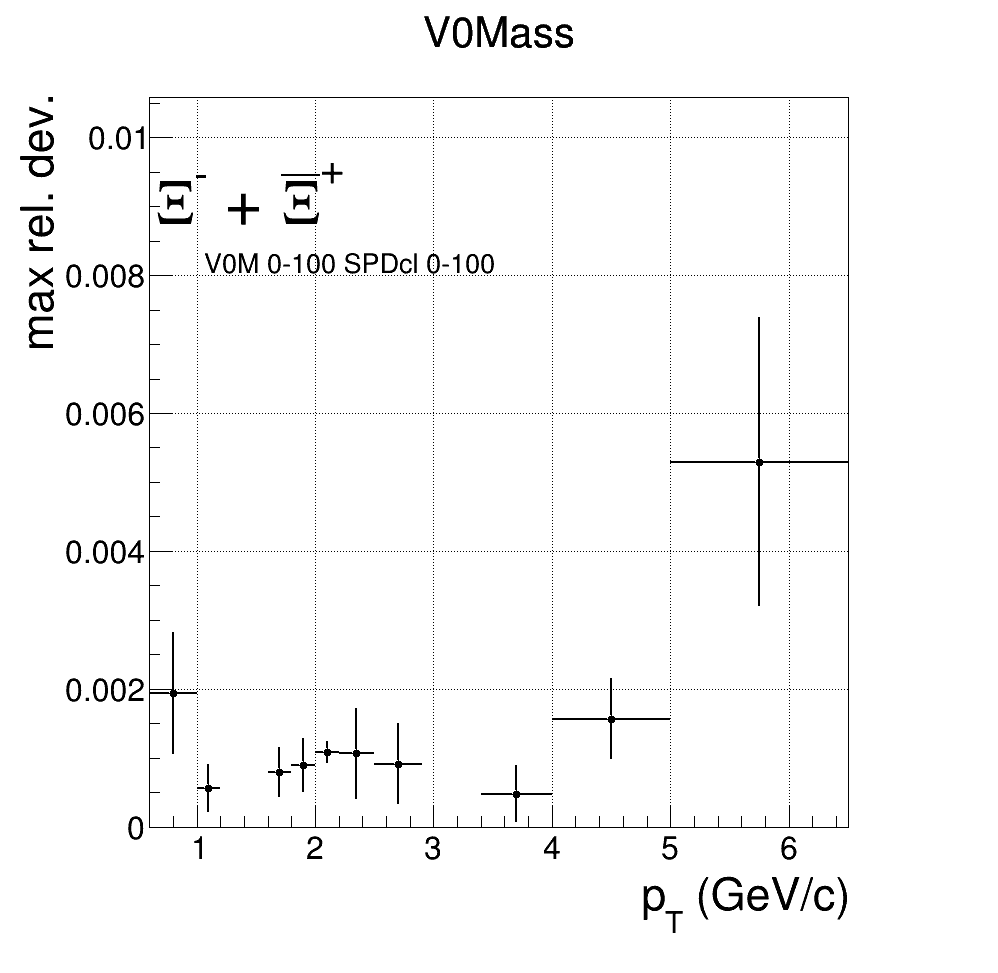 V0Mass
max rel. dev.
0.01
0.008
0.006
0.004
0.002
0
Ξ⁻ + Ξ̅⁺
V0M 0-100 SPDcl 0-100
1 2 3 4 5 6
p_T (GeV/c)